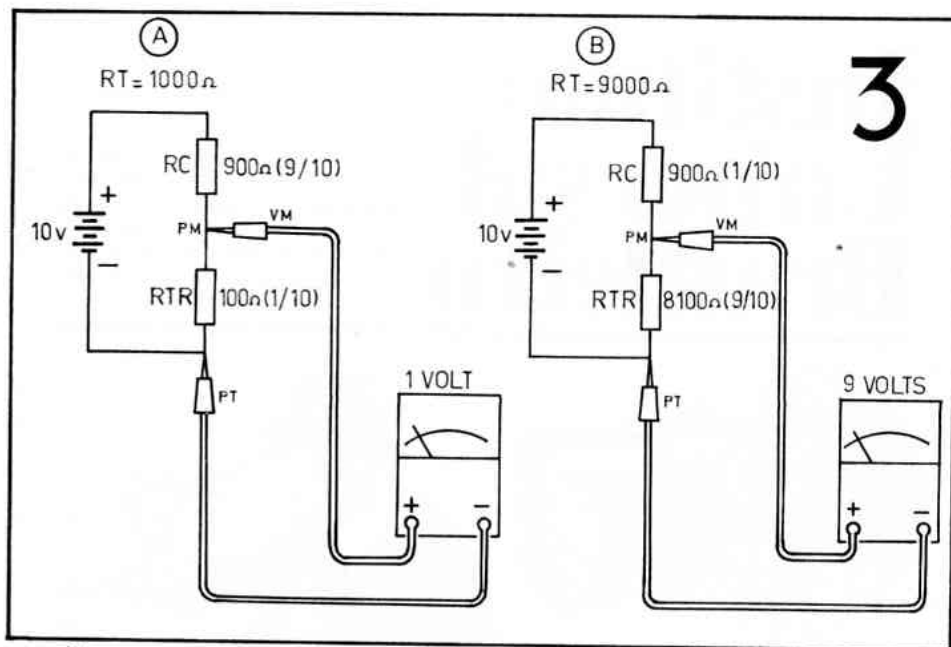 A
RT=1000Ω
RC 900Ω(9/10)
+
10v
PM
VM
−
RTR 100Ω(1/10)
PT
1 VOLT
+ −
B
RT=9000Ω
3
RC 900Ω(1/10)
+
10v
PM
VM
−
RTR 8100Ω(9/10)
PT
9 VOLTS
+ −